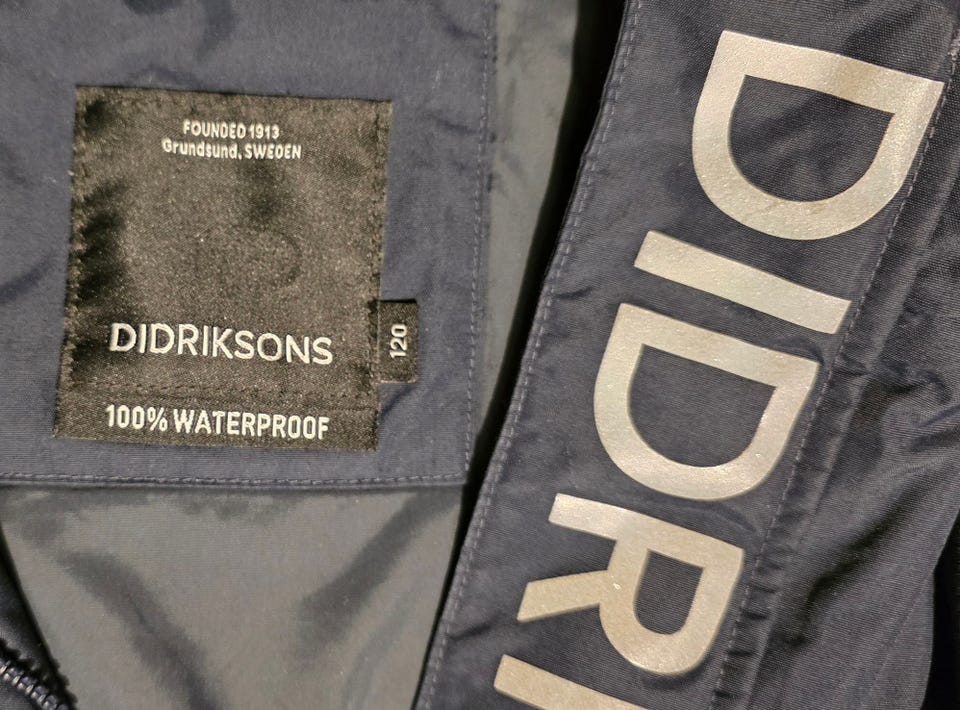 FOUNDED 1913
Grundsund, SWEDEN
DIDRIKSONS
120
100% WATERPROOF
DIDRI